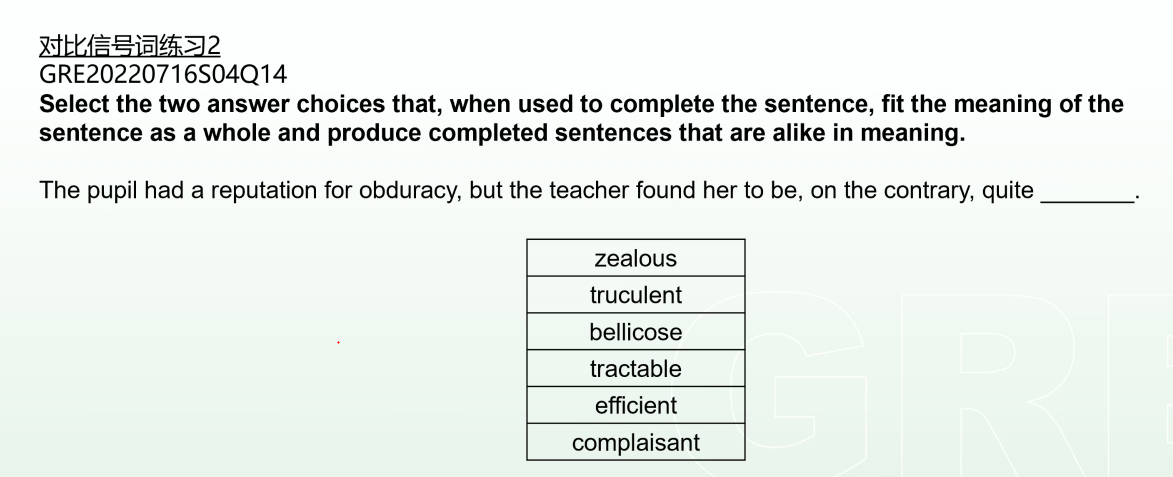 对比信号词练习2
GRE20220716S04Q14
Select the two answer choices that, when used to complete the sentence, fit the meaning of the
sentence as a whole and produce completed sentences that are alike in meaning.
The pupil had a reputation for obduracy, but the teacher found her to be, on the contrary, quite _______.
zealous
truculent
bellicose
tractable
efficient
complaisant
GRE